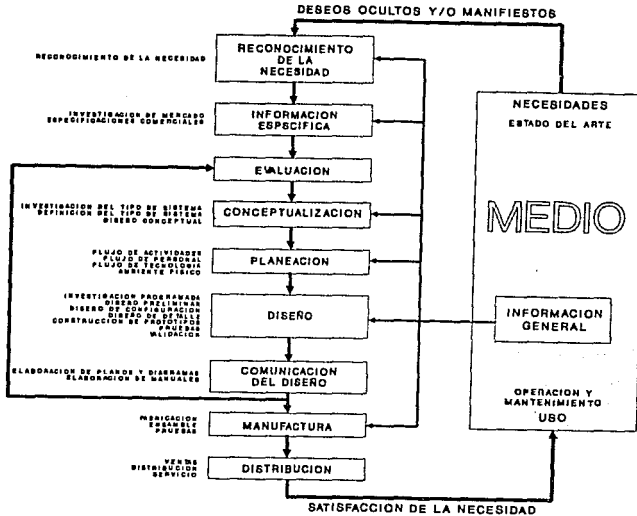 DESEOS OCULTOS Y/O MANIFIESTOS
RECONOCIMIENTO DE LA NECESIDAD
RECONOCIMIENTO
DE LA
NECESIDAD
INVESTIGACION DE MERCADO
ESPECIFICACIONES COMERCIALES
INFORMACION
ESPSCIFICA
EVALUACION
INVESTIGACION DEL TIPO DE SISTEMA
DEFINICION DEL TIPO DE SISTEMA
DISEÑO CONCEPTUAL
CONCEPTUALIZACION
FLUJO DE ACTIVIDADES
FLUJO DE PERSONAL
FLUJO DE TECNOLOGIA
AMBIENTE FISICO
PLANEACION
INVESTIGACION PROGRAMADA
DISEÑO PRELIMINAR
DISEÑO DE CONFIGURACION
DISEÑO DE DETALLE
CONSTRUCCION DE PROTOTIPOS
PRUEBAS
VALIDACION
DISEÑO
ELABORACION DE PLANOS Y DIAGRAMAS
ELABORACION DE MANUALES
COMUNICACION
DEL DISEÑO
FABRICACION
ENSAMBLE
PRUEBAS
MANUFACTURA
VENTAS
DISTRIBUCION
SERVICIO
DISTRIBUCION
NECESIDADES
ESTADO DEL ARTE
MEDIO
INFORMACION
GENERAL
OPERACION Y
MANTENIMIENTO
USO
SATISFACCION DE LA NECESIDAD